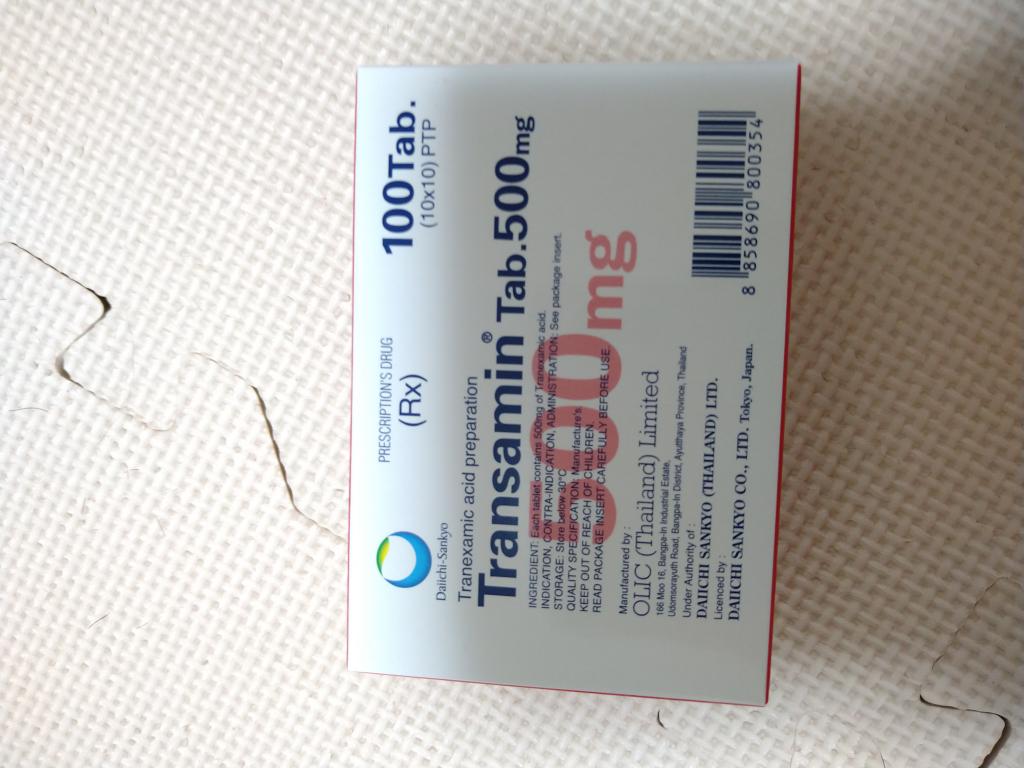 Daiichi-Sankyo
PRESCRIPTION'S DRUG
(Rx)
100Tab.
(10x10) PTP
Tranexamic acid preparation
Transamin® Tab.500mg
500mg
INGREDIENT: Each tablet contains 500mg of Tranexamic acid.
INDICATION, CONTRA-INDICATION, ADMINISTRATION: See package insert.
STORAGE: Store below 30°C
QUALITY SPECIFICATION: Manufacture's.
KEEP OUT OF REACH OF CHILDREN.
READ PACKAGE INSERT CAREFULLY BEFORE USE.
Manufactured by :
OLIC (Thailand) Limited
166 Moo 16, Bangpa-In Industrial Estate,
Udomsorayuth Road, Bangpa-In District, Ayutthaya Province, Thailand
Under Authority of :
DAIICHI SANKYO (THAILAND) LTD.
Licenced by :
DAIICHI SANKYO CO., LTD. Tokyo, Japan.
8 858690 800354